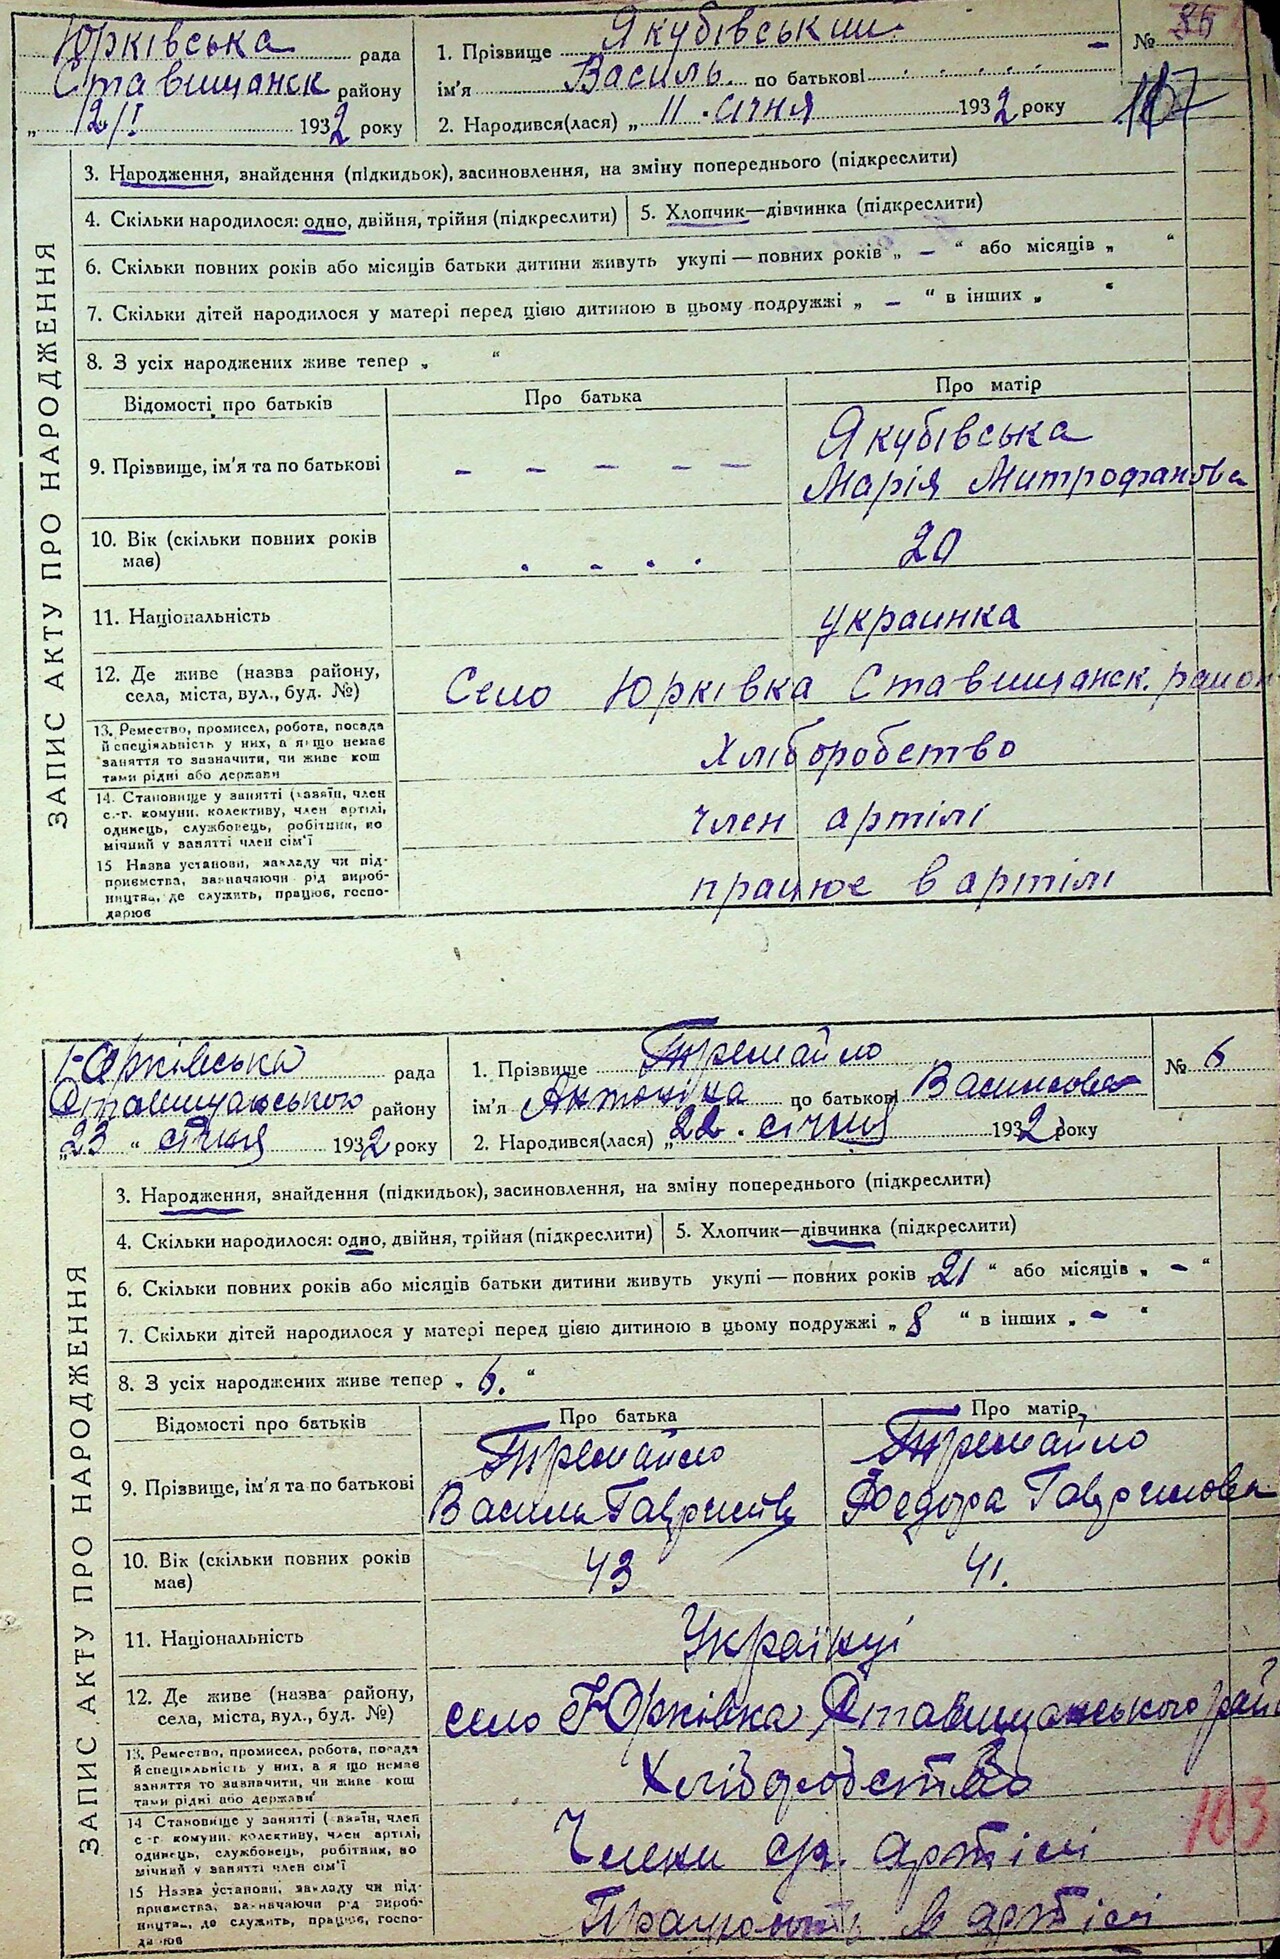 Юрківська рада
Ставищанськ району
„ 12/I 1932 року
1. Прізвище Якубівський
ім'я Василь по батькові - - - - -
2. Народився(лася) „ 11 січня 1932 року
№ 36
117
ЗАПИС АКТУ ПРО НАРОДЖЕННЯ
3. Народження, знайдення (підкидьок), засиновлення, на зміну попереднього (підкреслити)
4. Скільки народилося: одно, двійня, трійня (підкреслити) 5. Хлопчик—дівчинка (підкреслити)
6. Скільки повних років або місяців батьки дитини живуть укупі — повних років „ – “ або місяців „ “
7. Скільки дітей народилося у матері перед цією дитиною в цьому подружжі „ – “ в інших „ “
8. З усіх народжених живе тепер „ “
Відомості про батьків Про батька Про матір
9. Прізвище, ім'я та по батькові – – – – – Якубівська
Марія Митрофанова
10. Вік (скільки повних років - - - - 20
мав)
11. Національність украинка
12. Де живе (назва району, Село Юрківка Ставищанск. район
села, міста, вул., буд. №)
13. Ремество, промисел, робота, посада
й спеціяльність у них, а якщо немає Хліборобство
заняття то зазначити, чи живе кош
тами рідні або держави
14. Становище у занятті (хазяїн, член
с.-г. комуни, колективу, член артілі, член артілі
одинець, службовець, робітник, по
мічний у занятті член сім'ї
15 Назва установи, закладу чи під-
приємства, зазначаючи рід вироб- працює в артілі
ництва, де служить, працює, госпо-
дарює
Юрківська рада
Ставищанського району
„23 “ січня 1932 року
1. Прізвище Тремайло
ім'я Антоніна по батькові Василова
2. Народився(лася) „22. січня 1932 року
№ 6
ЗАПИС АКТУ ПРО НАРОДЖЕННЯ
3. Народження, знайдення (підкидьок), засиновлення, на зміну попереднього (підкреслити)
4. Скільки народилося: одно, двійня, трійня (підкреслити) 5. Хлопчик—дівчинка (підкреслити)
6. Скільки повних років або місяців батьки дитини живуть укупі — повних років 21 “ або місяців „ – “
7. Скільки дітей народилося у матері перед цією дитиною в цьому подружжі „ 8 “ в інших „ – “
8. З усіх народжених живе тепер „ 6. “
Відомості про батьків Про батька Про матір
Тремайло Тремайло
9. Прізвище, ім'я та по батькові Василь Гаврилів Федора Гаврилова
10. Вік (скільки повних років 43 41.
мав)
11. Національність Українці
12. Де живе (назва району, село Юрківка Ставищанського рай
села, міста, вул., буд. №)
13. Ремество, промисел, робота, посада
й спеціяльність у них, а якщо немає Хліборобство
заняття то зазначити, чи живе кош
тами рідні або держави
14 Становище у занятті (хазяїн, член
с.-г. комуни, колективу, член артілі, Члени ср. артілі
одинець, службовець, робітник, по
мічний у занятті член сім'ї
15 Назва установи, закладу чи під-
приємства, зазначаючи рід вироб- Працюють в артілі
ництва, де служить, працює, госпо-
дарює
103